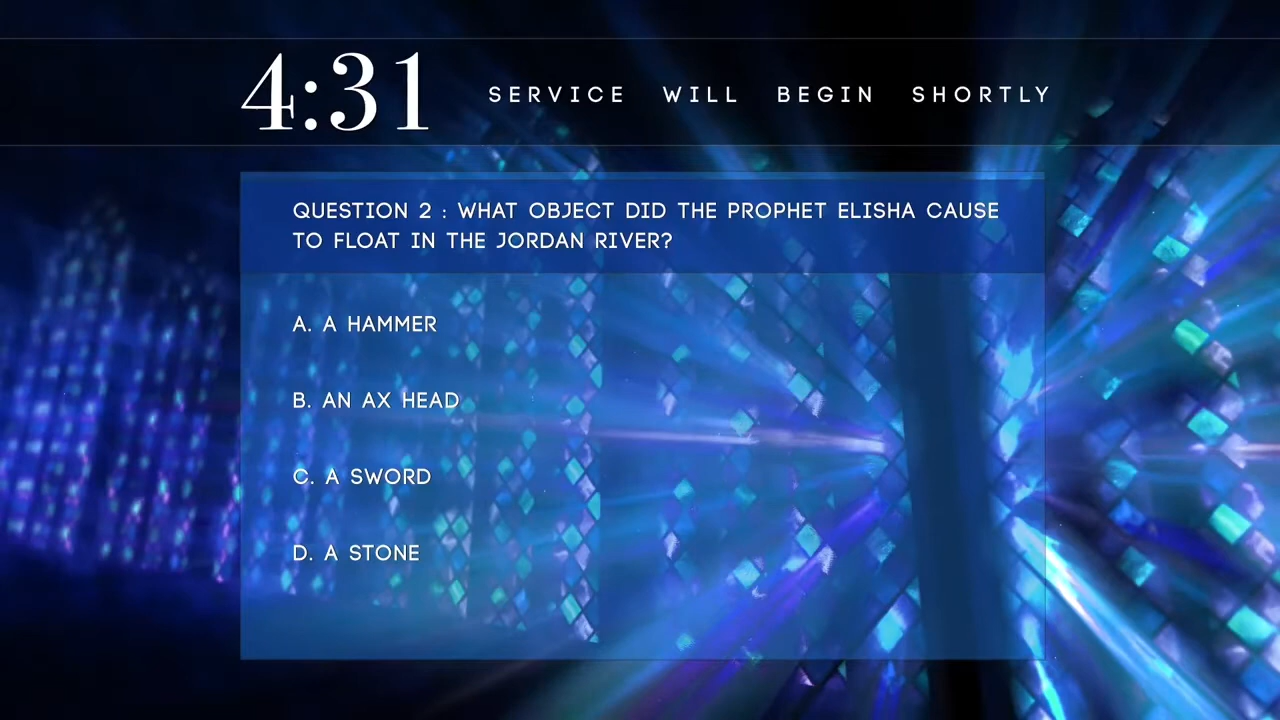 4:31 SERVICE WILL BEGIN SHORTLY
QUESTION 2 : WHAT OBJECT DID THE PROPHET ELISHA CAUSE
TO FLOAT IN THE JORDAN RIVER?
A. A HAMMER
B. AN AX HEAD
C. A SWORD
D. A STONE